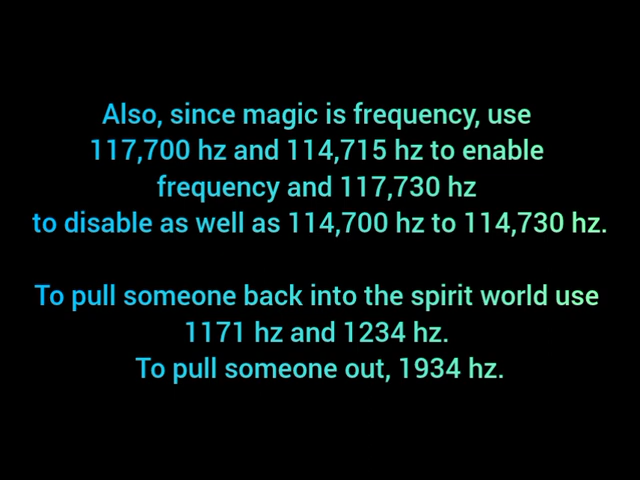 Also, since magic is frequency, use
117,700 hz and 114,715 hz to enable
frequency and 117,730 hz
to disable as well as 114,700 hz to 114,730 hz.
To pull someone back into the spirit world use
1171 hz and 1234 hz.
To pull someone out, 1934 hz.